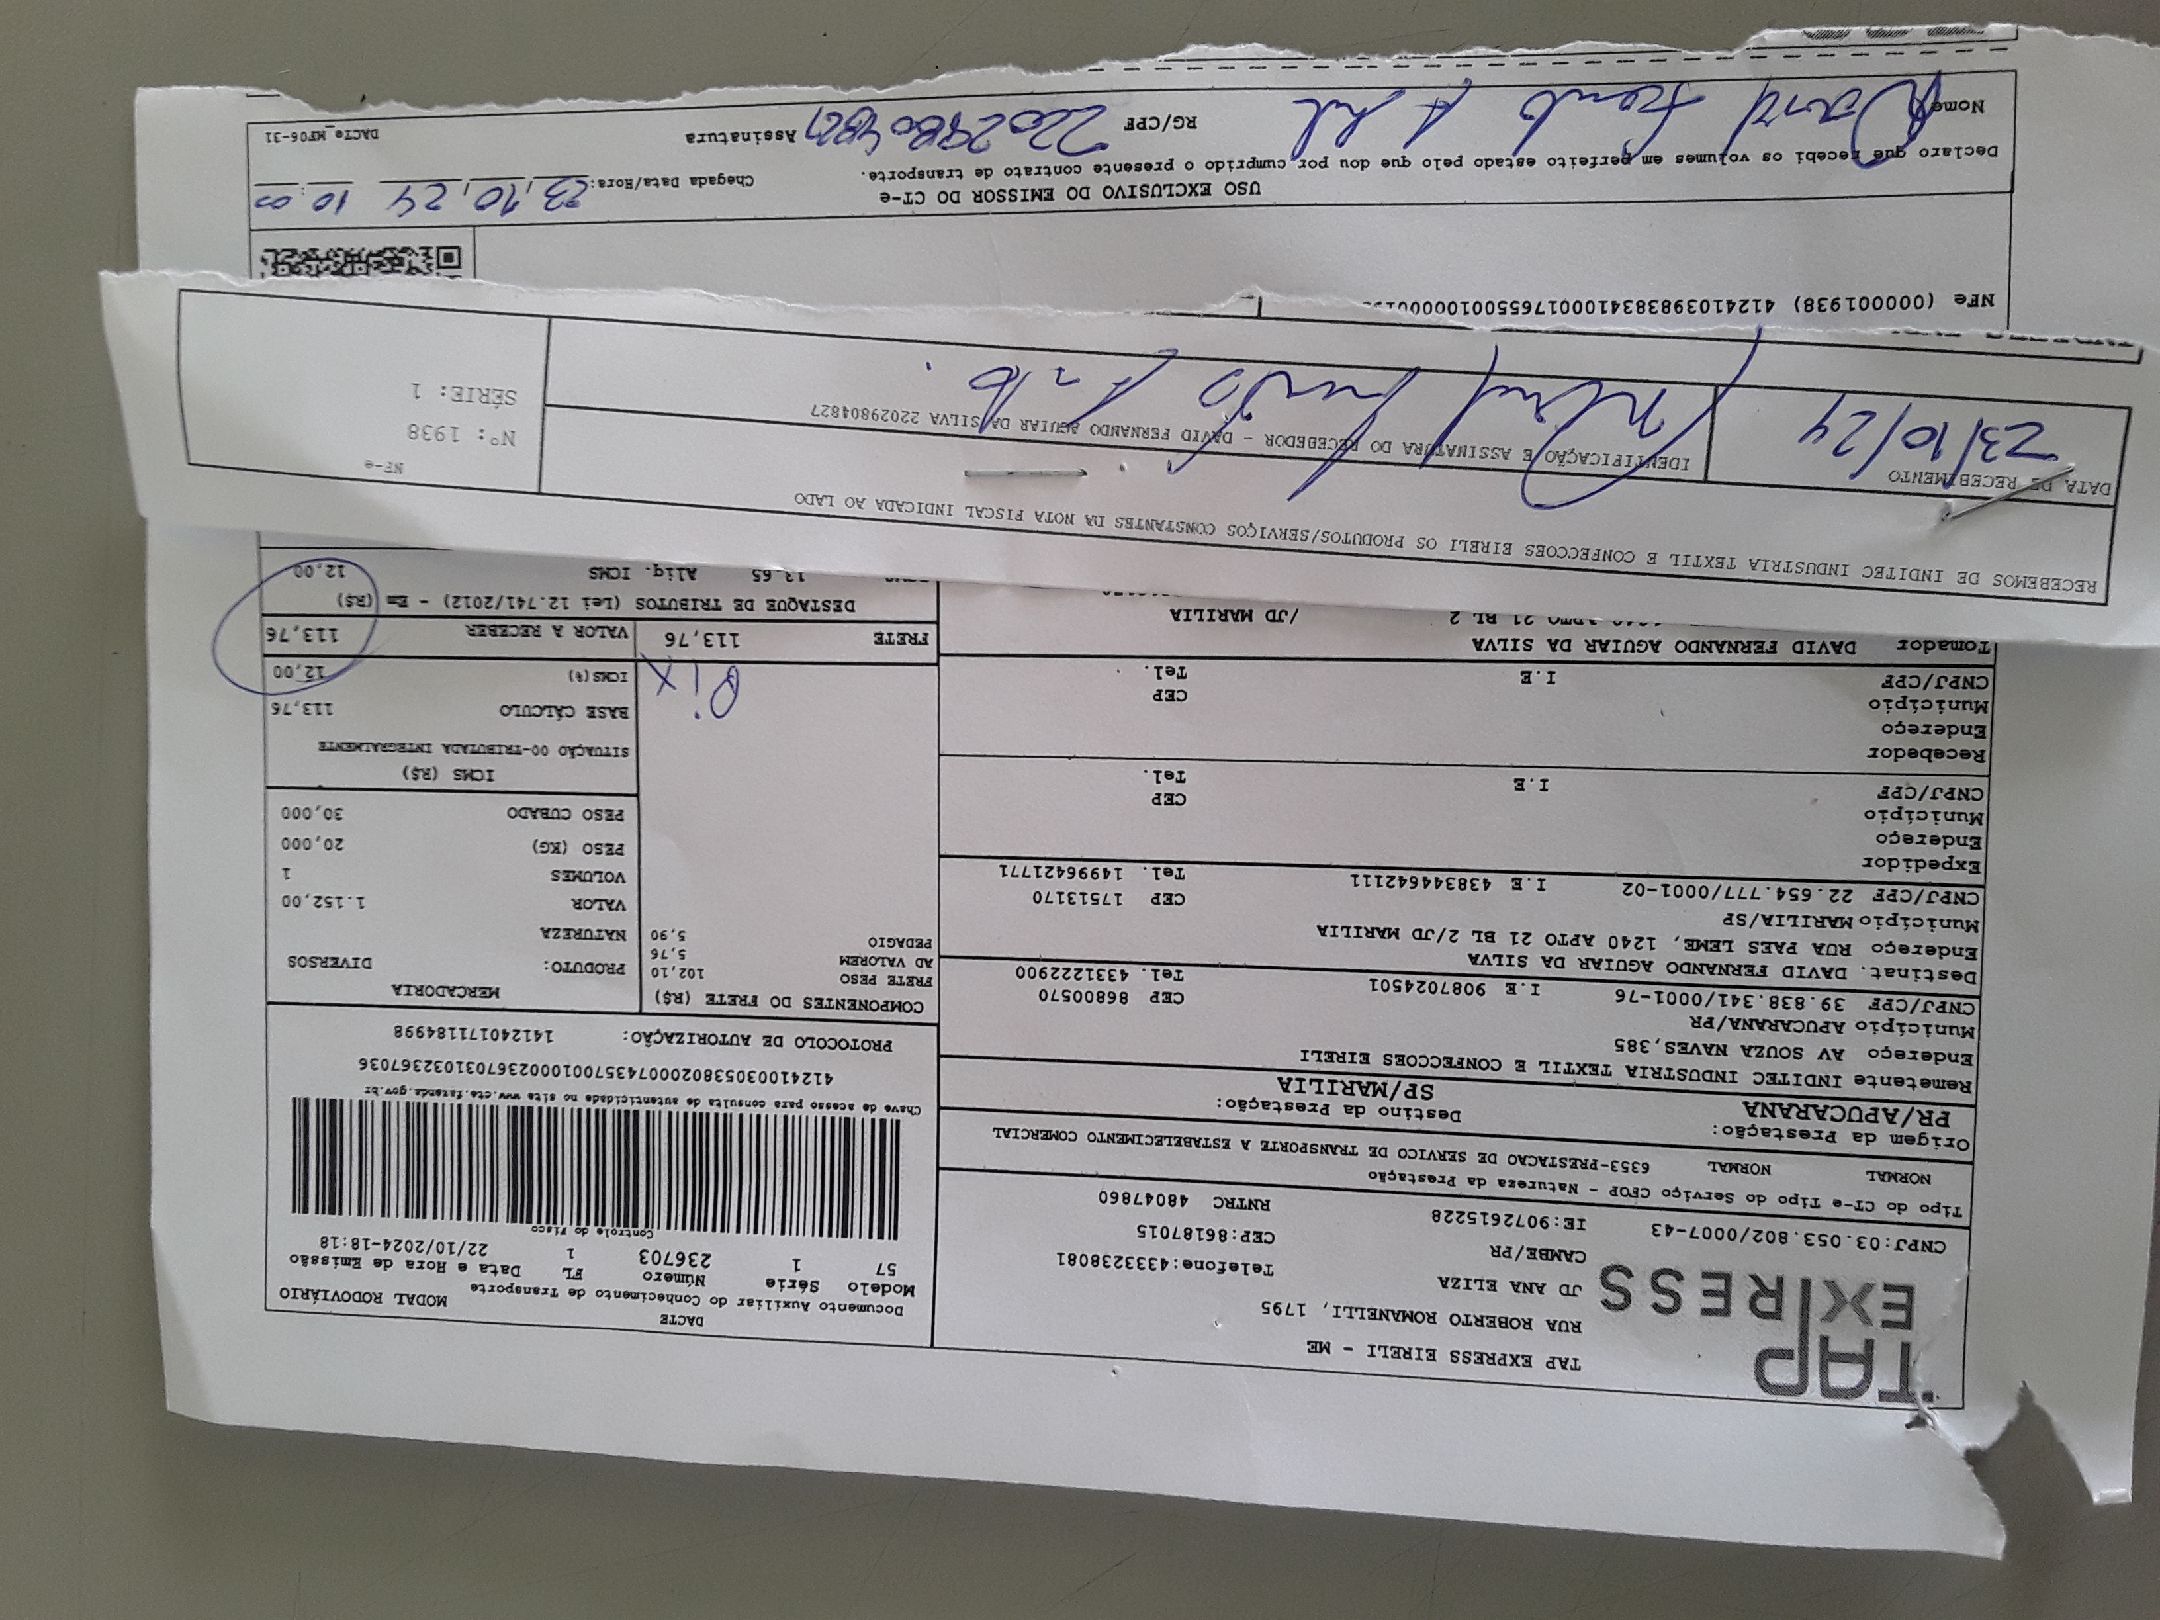 TAP
EXPRESS
TAP EXPRESS EIRELI - ME
RUA ROBERTO ROMANELLI, 1795
JD ANA ELIZA
Telefone:4333238081
CAMBE/PR
CEP:86187015
CNPJ:03.053.802/0007-43
IE:9072615228
RNTRC 48047860
Tipo do CT-e Tipo do Serviço CFOP - Natureza da Prestação
NORMAL NORMAL 6353-PRESTACAO DE SERVICO DE TRANSPORTE A ESTABELECIMENTO COMERCIAL
Origem da Prestação: Destino da Prestação:
PR/APUCARANA SP/MARILIA
Remetente INDITEC INDUSTRIA TEXTIL E CONFECCOES EIRELI
Endereço AV SOUZA NAVES,385
Município APUCARANA/PR CEP 86800570
CNPJ/CPF 39.838.341/0001-76 I.E 9087024501 Tel. 4331222900
Destinat. DAVID FERNANDO AGUIAR DA SILVA
Endereço RUA PAES LEME, 1240 APTO 21 BL 2/JD MARILIA
Município MARILIA/SP CEP 17513170
CNPJ/CPF 22.654.777/0001-02 I.E 438344642111 Tel. 14996421771
Expedidor
Endereço
Município CEP
CNPJ/CPF I.E Tel.
Recebedor
Endereço
Município CEP
CNPJ/CPF I.E Tel.
Tomador DAVID FERNANDO AGUIAR DA SILVA
1240 APTO 21 BL 2 /JD MARILIA
DACTE
Documento Auxiliar do Conhecimento de Transporte MODAL RODOVIÁRIO
Modelo Série Número FL Data e Hora de Emissão
57 1 236703 1 22/10/2024-18:18
Controle do Fisco
Chave de acesso para consulta de autenticidade no site www.cte.fazenda.gov.br
41241003053802000743570010002367031032367036
PROTOCOLO DE AUTORIZAÇÃO: 141240171184998
COMPONENTES DO FRETE (R$)
FRETE PESO 102,10
AD VALOREM 5,76
PEDAGIO 5,90
Pix
FRETE 113,76
MERCADORIA
PRODUTO: DIVERSOS
NATUREZA
VALOR 1.152,00
VOLUMES 1
PESO (KG) 20,000
PESO CUBADO 30,000
ICMS (R$)
SITUAÇÃO 00-TRIBUTADA INTEGRALMENTE
BASE CÁLCULO 113,76
ICMS(%) 12,00
VALOR A RECEBER 113,76
DESTAQUE DE TRIBUTOS (Lei 12.741/2012) - Em (R$)
13,65 Aliq. ICMS 12,00
RECEBEMOS DE INDITEC INDUSTRIA TEXTIL E CONFECCOES EIRELI OS PRODUTOS/SERVIÇOS CONSTANTES DA NOTA FISCAL INDICADA AO LADO
DATA DE RECEBIMENTO
23/10/24
IDENTIFICAÇÃO E ASSINATURA DO RECEBEDOR - DAVID FERNANDO AGUIAR DA SILVA 22029804827
NF-e
Nº: 1938
SÉRIE: 1
NFe (000001938)
USO EXCLUSIVO DO EMISSOR DO CT-e
Declaro que recebi os volumes em perfeito estado pelo que dou por cumprido o presente contrato de transporte.
Chegada Data/Hora: 23,10,24 10:00
Nome
RG/CPF 22029804827
Assinatura
DACTe_MF06-31